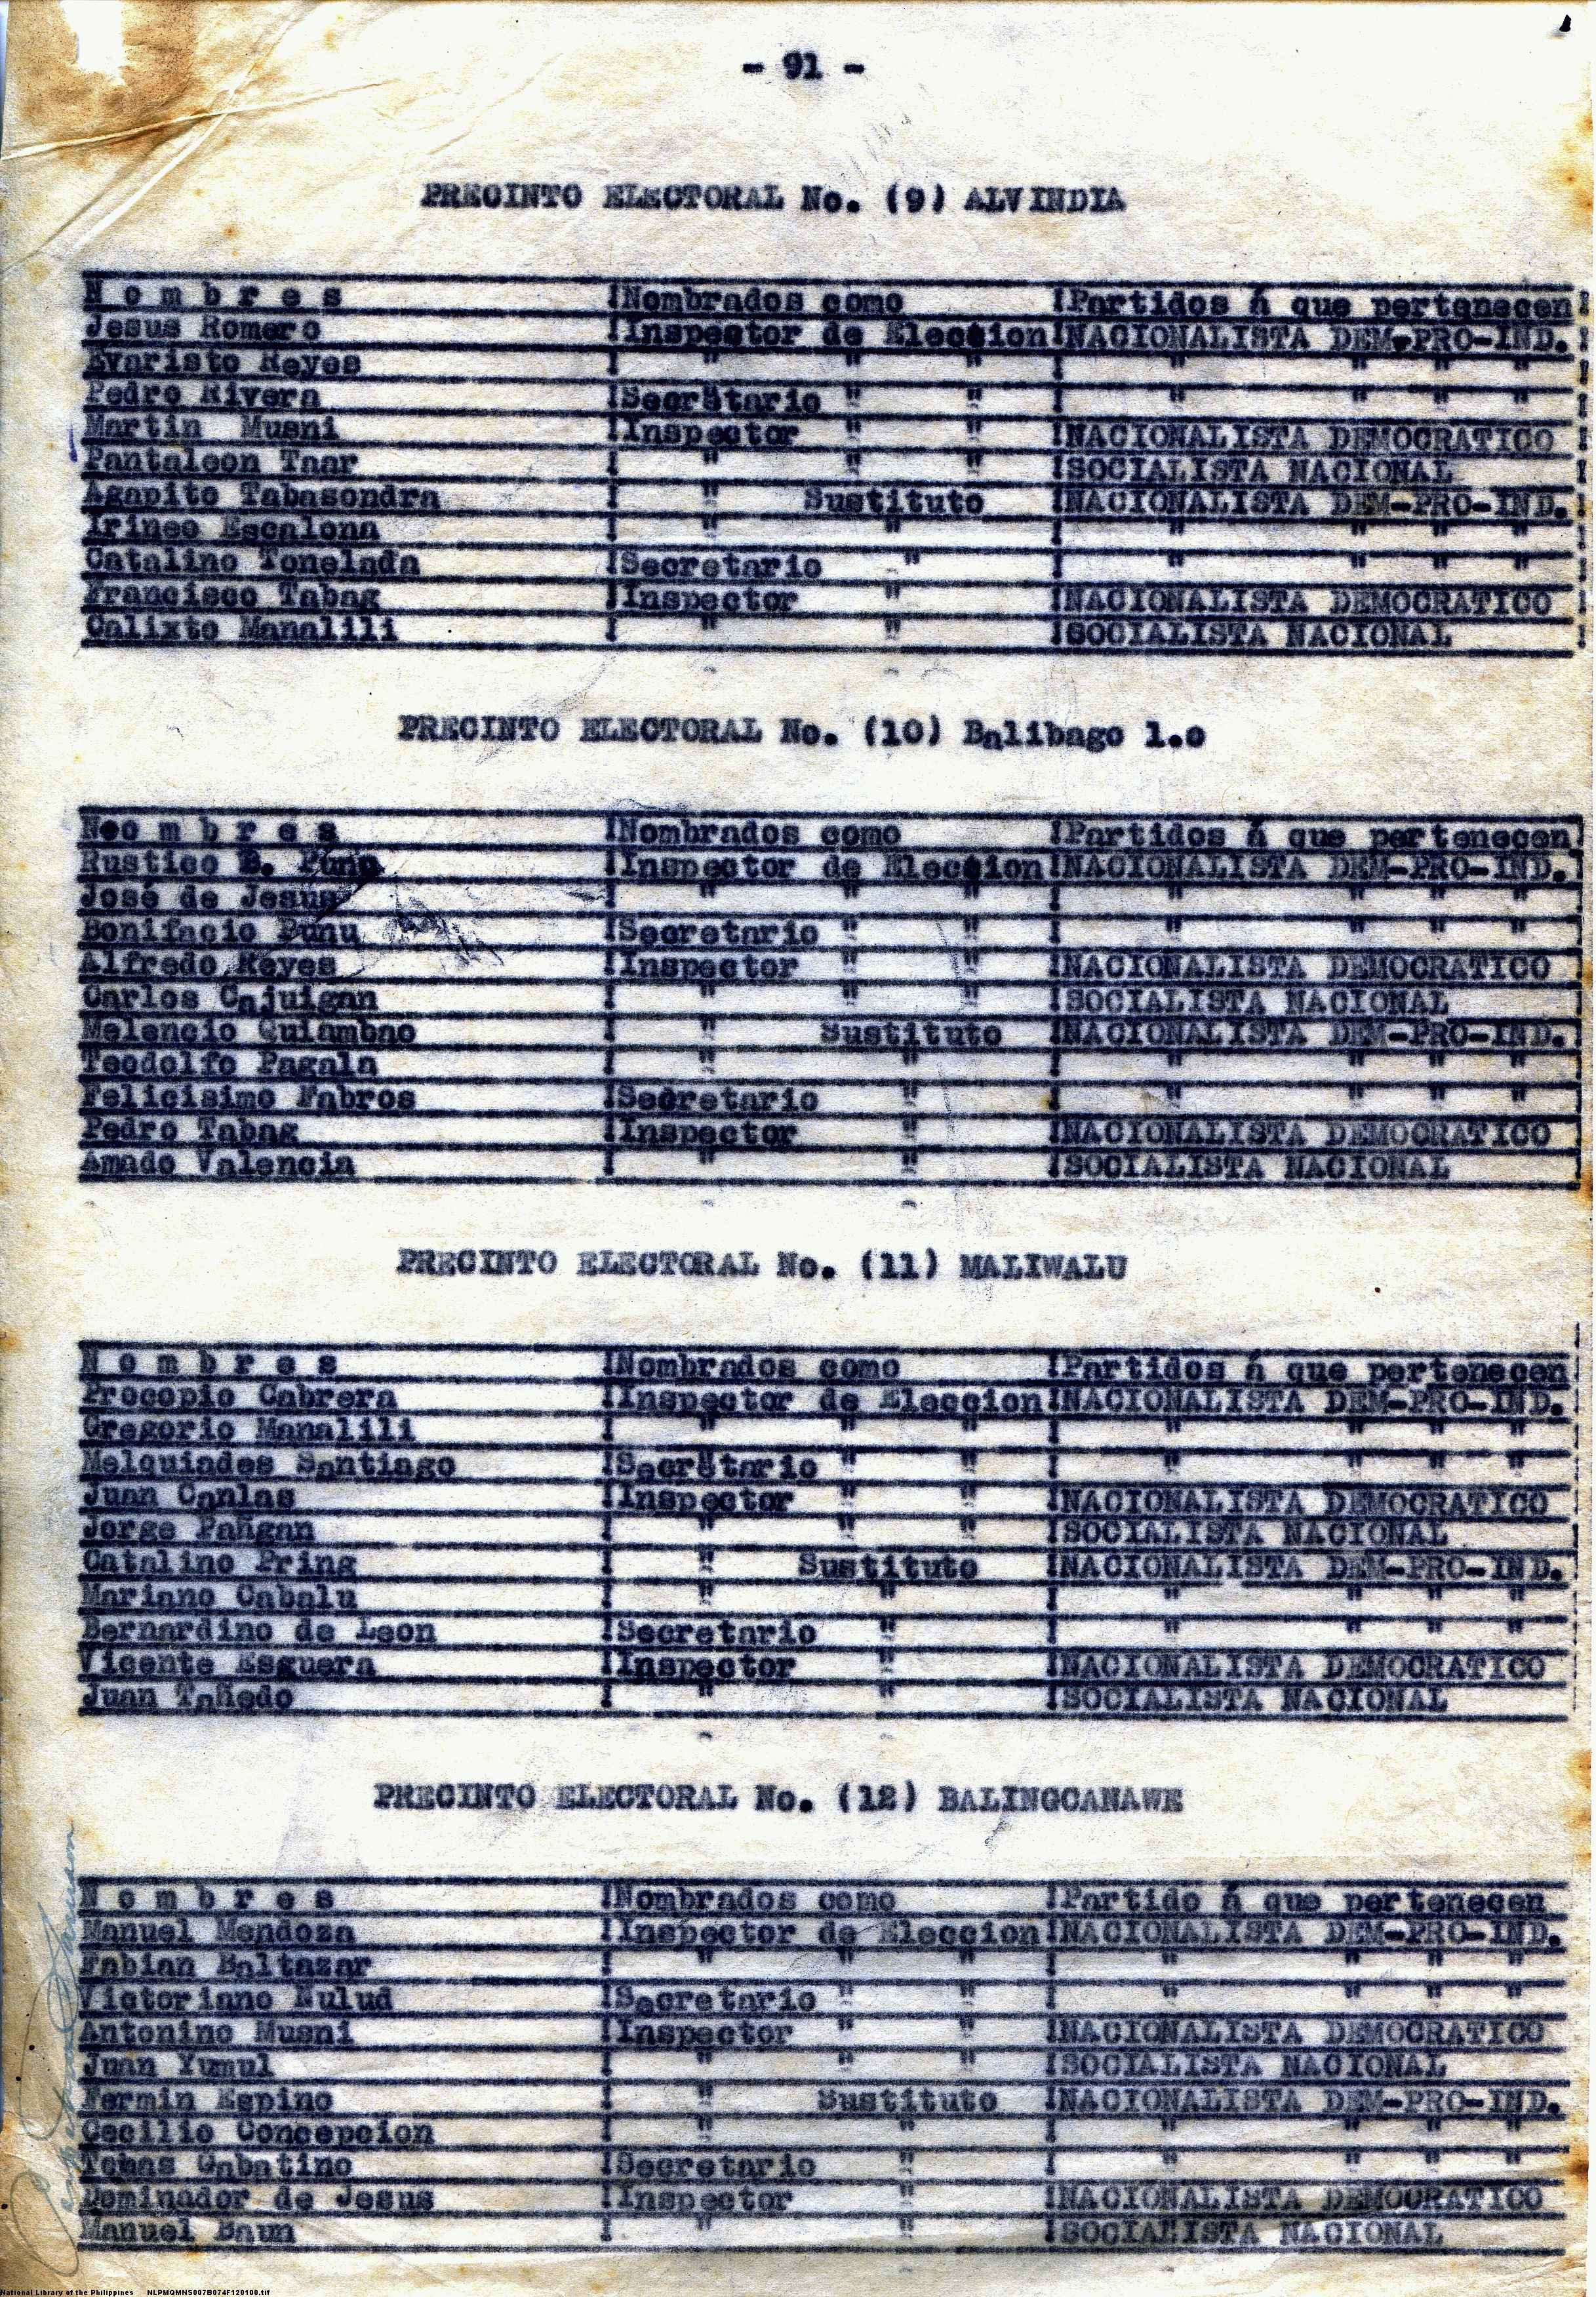 - 91 -
PRECINTO ELECTORAL No. (9) ALVINDIA
N o m b r e s !Nombrados como !Partidos á que pertenecen
Jesus Romero !Inspector de Eleccion!NACIONALISTA DEM-PRO-IND.
Evaristo Reyes ! " " " ! " " " "
Pedro Rivera !Secretario " " ! " " " "
Martin Musni !Inspector " " !NACIONALISTA DEMOCRATICO
Pantaleon Taar ! " " " !SOCIALISTA NACIONAL
Agapito Tabasondra ! " Sustituto !NACIONALISTA DEM-PRO-IND.
Irineo Escalona ! " " ! " " " "
Catalino Tonelada !Secretario " ! " " " "
Francisco Tabag !Inspector " !NACIONALISTA DEMOCRATICO
Calixto Manalili ! " " !SOCIALISTA NACIONAL
PRECINTO ELECTORAL No. (10) Balibago 1.o
Neo m b r e s !Nombrados como !Partidos á que pertenecen
Rustico B. Punu !Inspector de Eleccion!NACIONALISTA DEM-PRO-IND.
José de Jesus ! " " " ! " " " "
Bonifacio Punu !Secretario " " ! " " " "
Alfredo Reyes !Inspector " " !NACIONALISTA DEMOCRATICO
Carlos Cajuigan ! " " " !SOCIALISTA NACIONAL
Melencio Quiambao ! " Sustituto !NACIONALISTA DEM-PRO-IND.
Teodolfo Pagala ! " " ! " " " "
Felicisimo Fabros !Secretario " ! " " " "
Pedro Tabag !Inspector " !NACIONALISTA DEMOCRATICO
Amado Valencia ! " " !SOCIALISTA NACIONAL
PRECINTO ELECTORAL No. (11) MALIWALU
N o m b r e s !Nombrados como !Partidos á que pertenecen
Procopio Cabrera !Inspector de Eleccion!NACIONALISTA DEM-PRO-IND.
Gregorio Manalili ! " " " ! " " " "
Melquiades Santiago !Secretario " " ! " " " "
Juan Canlas !Inspector " " !NACIONALISTA DEMOCRATICO
Jorge Pañgan ! " " " !SOCIALISTA NACIONAL
Catalino Pring ! " Sustituto !NACIONALISTA DEM-PRO-IND.
Mariano Cabalu ! " " ! " " " "
Bernardino de Leon !Secretario " ! " " " "
Vicente Esguera !Inspector " !NACIONALISTA DEMOCRATICO
Juan Tañedo ! " " !SOCIALISTA NACIONAL
PRECINTO ELECTORAL No. (12) BALINGCANAWE
N o m b r e s !Nombrados como !Partido á que pertenecen
Manuel Mendoza !Inspector de Eleccion!NACIONALISTA DEM-PRO-IND.
Fabian Baltazar ! " " " ! " " " "
Victoriano Nulud !Secretario " " ! " " " "
Antonino Musni !Inspector " " !NACIONALISTA DEMOCRATICO
Juan Yumul ! " " " !SOCIALISTA NACIONAL
Fermin Espino ! " Sustituto !NACIONALISTA DEM-PRO-IND.
Cecilio Concepcion ! " " ! " " " "
Tomas Gabatino !Secretario " ! " " " "
Dominador de Jesus !Inspector " !NACIONALISTA DEMOCRATICO
Manuel Baun ! " " !SOCIALISTA NACIONAL
National Library of the Philippines NLPMQMNS007B074F120100.tif